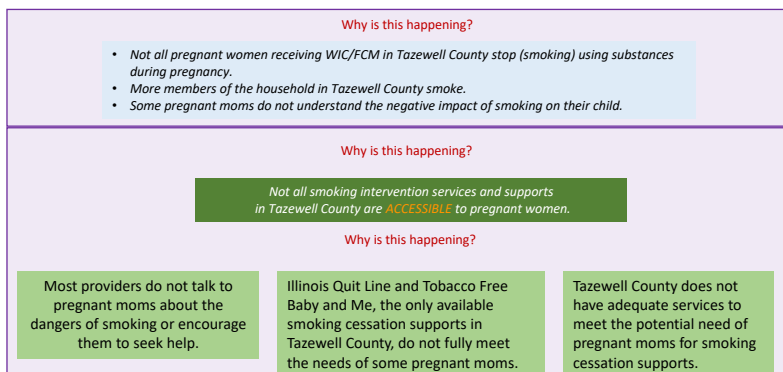 Why is this happening?
• Not all pregnant women receiving WIC/FCM in Tazewell County stop (smoking) using substances
during pregnancy.
• More members of the household in Tazewell County smoke.
• Some pregnant moms do not understand the negative impact of smoking on their child.
Why is this happening?
Not all smoking intervention services and supports
in Tazewell County are ACCESSIBLE to pregnant women.
Why is this happening?
Most providers do not talk to
pregnant moms about the
dangers of smoking or encourage
them to seek help.
Illinois Quit Line and Tobacco Free
Baby and Me, the only available
smoking cessation supports in
Tazewell County, do not fully meet
the needs of some pregnant moms.
Tazewell County does not
have adequate services to
meet the potential need of
pregnant moms for smoking
cessation supports.